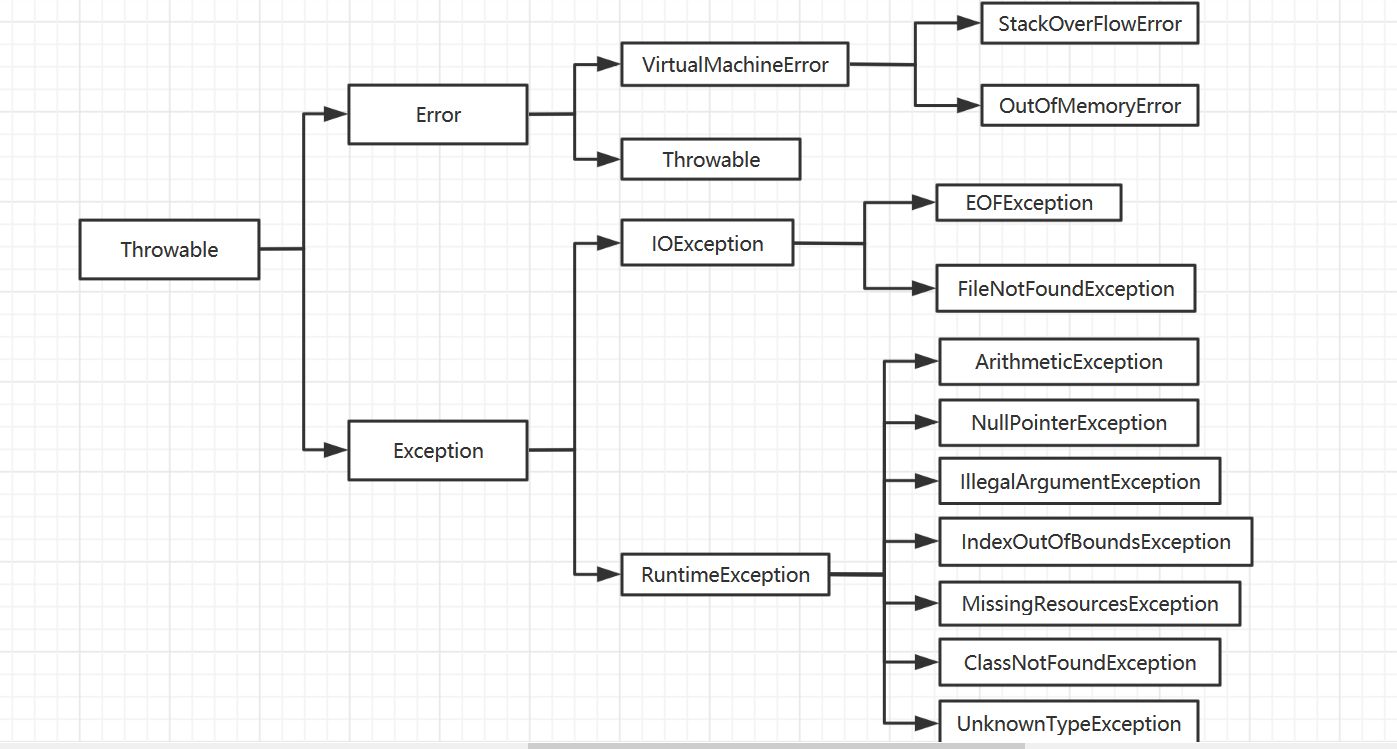 StackOverFlowError
VirtualMachineError
OutOfMemoryError
Error
Throwable
EOFException
IOException
Throwable
FileNotFoundException
ArithmeticException
NullPointerException
Exception
IllegalArgumentException
IndexOutOfBoundsException
RuntimeException
MissingResourcesException
ClassNotFoundException
UnknownTypeException